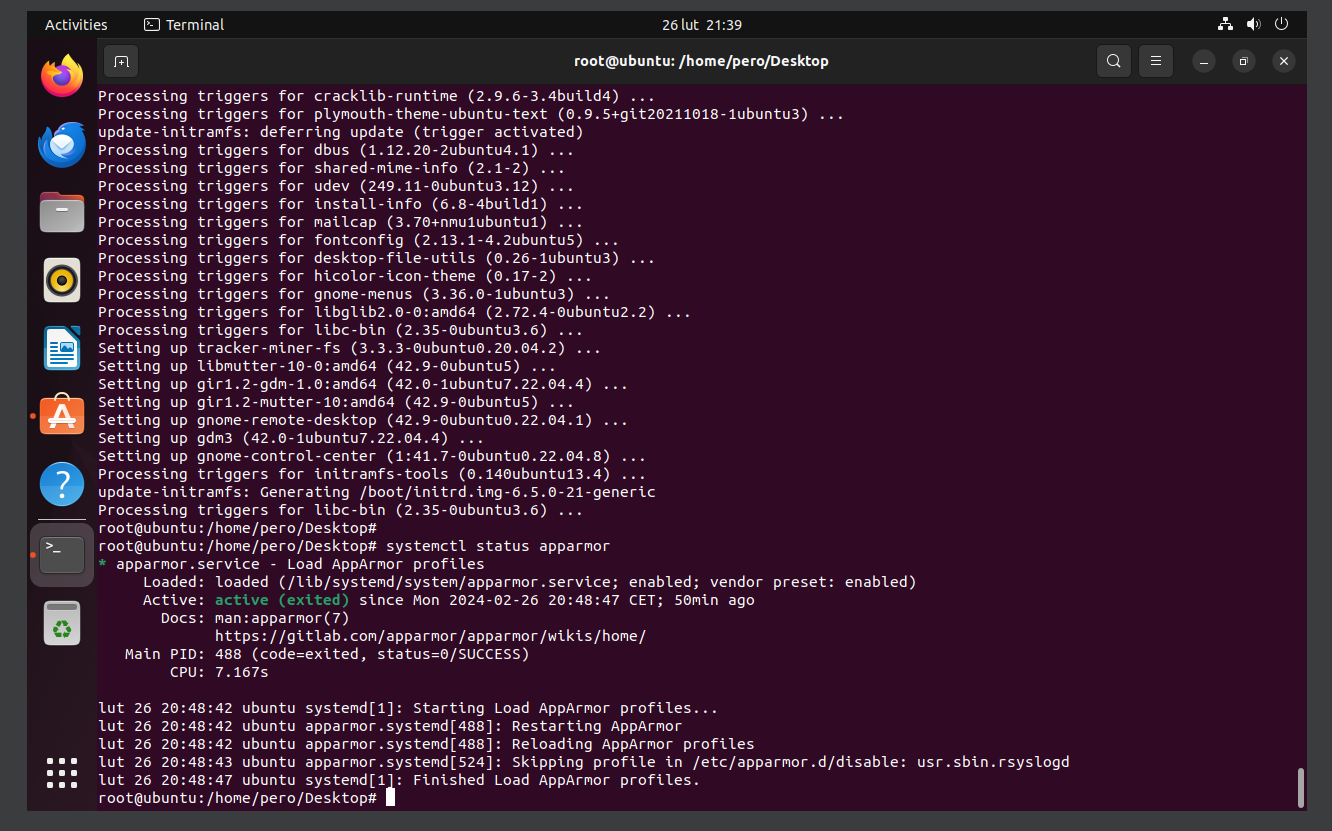 Activities
Terminal
26 lut 21:39
root@ubuntu: /home/pero/Desktop
Processing triggers for cracklib-runtime (2.9.6-3.4build4) ...
Processing triggers for plymouth-theme-ubuntu-text (0.9.5+git20211018-1ubuntu3) ...
update-initramfs: deferring update (trigger activated)
Processing triggers for dbus (1.12.20-2ubuntu4.1) ...
Processing triggers for shared-mime-info (2.1-2) ...
Processing triggers for udev (249.11-0ubuntu3.12) ...
Processing triggers for install-info (6.8-4build1) ...
Processing triggers for mailcap (3.70+nmu1ubuntu1) ...
Processing triggers for fontconfig (2.13.1-4.2ubuntu5) ...
Processing triggers for desktop-file-utils (0.26-1ubuntu3) ...
Processing triggers for hicolor-icon-theme (0.17-2) ...
Processing triggers for gnome-menus (3.36.0-1ubuntu3) ...
Processing triggers for libglib2.0-0:amd64 (2.72.4-0ubuntu2.2) ...
Processing triggers for libc-bin (2.35-0ubuntu3.6) ...
Setting up tracker-miner-fs (3.3.3-0ubuntu0.20.04.2) ...
Setting up libmutter-10-0:amd64 (42.9-0ubuntu5) ...
Setting up gir1.2-gdm-1.0:amd64 (42.0-1ubuntu7.22.04.4) ...
Setting up gir1.2-mutter-10:amd64 (42.9-0ubuntu5) ...
Setting up gnome-remote-desktop (42.9-0ubuntu0.22.04.1) ...
Setting up gdm3 (42.0-1ubuntu7.22.04.4) ...
Setting up gnome-control-center (1:41.7-0ubuntu0.22.04.8) ...
Processing triggers for initramfs-tools (0.140ubuntu13.4) ...
update-initramfs: Generating /boot/initrd.img-6.5.0-21-generic
Processing triggers for libc-bin (2.35-0ubuntu3.6) ...
root@ubuntu:/home/pero/Desktop#
root@ubuntu:/home/pero/Desktop# systemctl status apparmor
* apparmor.service - Load AppArmor profiles
Loaded: loaded (/lib/systemd/system/apparmor.service; enabled; vendor preset: enabled)
Active: active (exited) since Mon 2024-02-26 20:48:47 CET; 50min ago
Docs: man:apparmor(7)
https://gitlab.com/apparmor/apparmor/wikis/home/
Main PID: 488 (code=exited, status=0/SUCCESS)
CPU: 7.167s
lut 26 20:48:42 ubuntu systemd[1]: Starting Load AppArmor profiles...
lut 26 20:48:42 ubuntu apparmor.systemd[488]: Restarting AppArmor
lut 26 20:48:42 ubuntu apparmor.systemd[488]: Reloading AppArmor profiles
lut 26 20:48:43 ubuntu apparmor.systemd[524]: Skipping profile in /etc/apparmor.d/disable: usr.sbin.rsyslogd
lut 26 20:48:47 ubuntu systemd[1]: Finished Load AppArmor profiles.
root@ubuntu:/home/pero/Desktop#